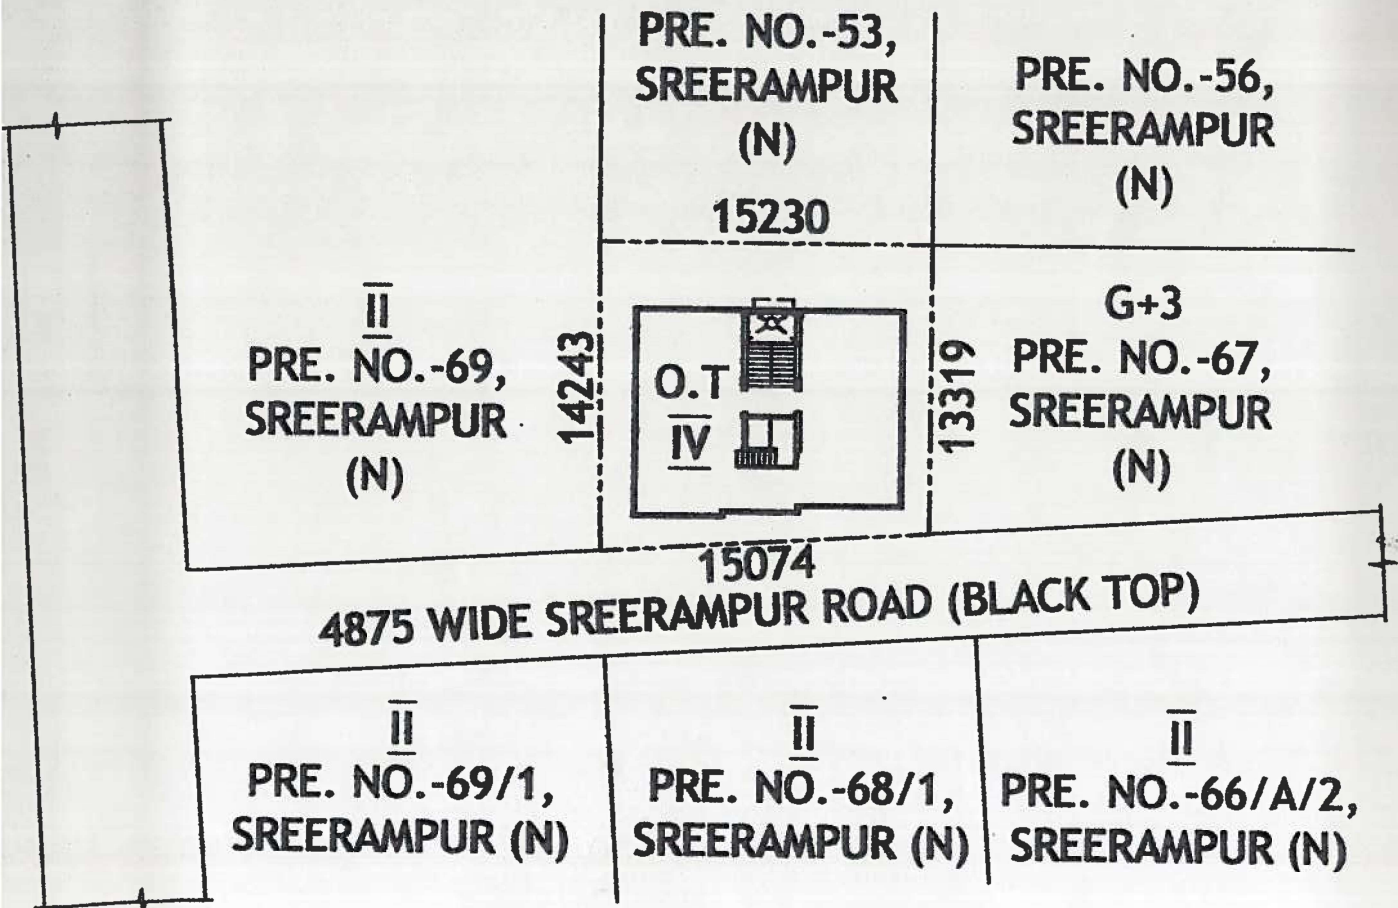 PRE. NO.-53,
SREERAMPUR
(N)
PRE. NO.-56,
SREERAMPUR
(N)
15230
II
PRE. NO.-69,
SREERAMPUR
(N)
14243
O.T
IV
13319
G+3
PRE. NO.-67,
SREERAMPUR
(N)
15074
4875 WIDE SREERAMPUR ROAD (BLACK TOP)
II
PRE. NO.-69/1,
SREERAMPUR (N)
II
PRE. NO.-68/1,
SREERAMPUR (N)
II
PRE. NO.-66/A/2,
SREERAMPUR (N)